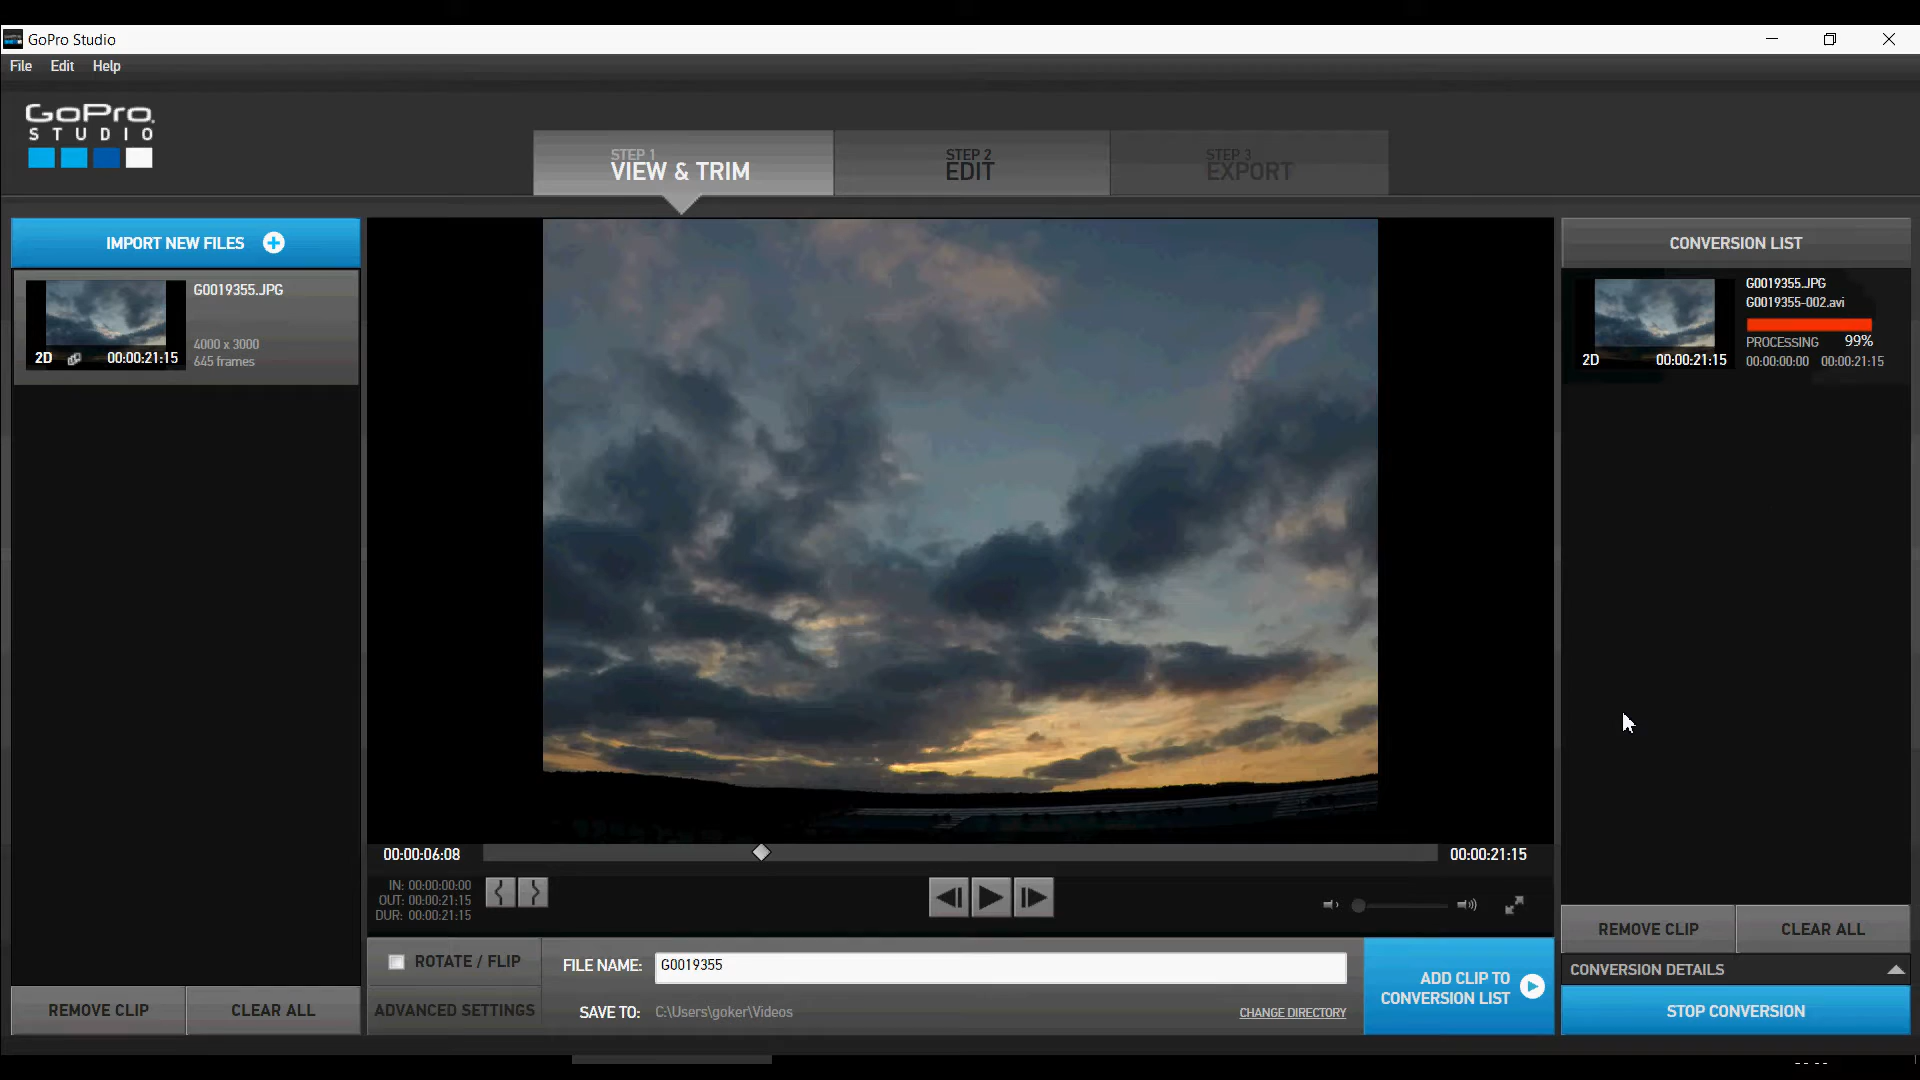 GoPro Studio
File Edit Help
GoPro
STUDIO
STEP 1
VIEW & TRIM
STEP 2
EDIT
STEP 3
EXPORT
IMPORT NEW FILES
G0019355.JPG
4000 x 3000
645 frames
2D 00:00:21:15
CONVERSION LIST
G0019355.JPG
G0019355-002.avi
PROCESSING 99%
00:00:00:00 00:00:21:15
2D 00:00:21:15
00:00:06:08 00:00:21:15
IN: 00:00:00:00
OUT: 00:00:21:15
DUR: 00:00:21:15
ROTATE / FLIP
ADVANCED SETTINGS
FILE NAME: G0019355
SAVE TO: C:\Users\goker\Videos
CHANGE DIRECTORY
ADD CLIP TO
CONVERSION LIST
REMOVE CLIP CLEAR ALL
REMOVE CLIP CLEAR ALL
CONVERSION DETAILS
STOP CONVERSION